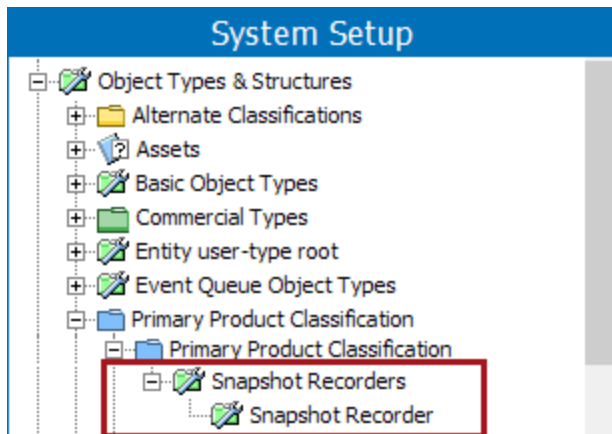 System Setup
Object Types & Structures
Alternate Classifications
Assets
Basic Object Types
Commercial Types
Entity user-type root
Event Queue Object Types
Primary Product Classification
Primary Product Classification
Snapshot Recorders
Snapshot Recorder